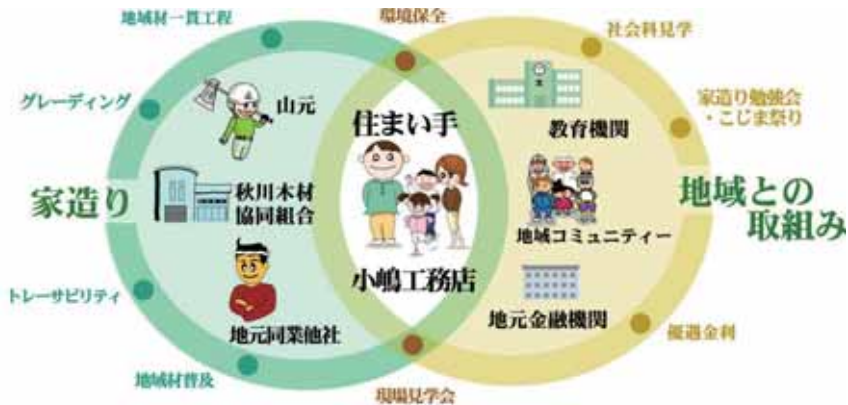 地域材一貫工程
環境保全
社会科見学
グレーディング
山元
住まい手
教育機関
家造り勉強会
・こじま祭り
家造り
秋川木材
協同組合
地域コミュニティー
地域との
取組み
小嶋工務店
トレーサビリティ
地元同業他社
地元金融機関
優遇金利
地域材普及
現場見学会